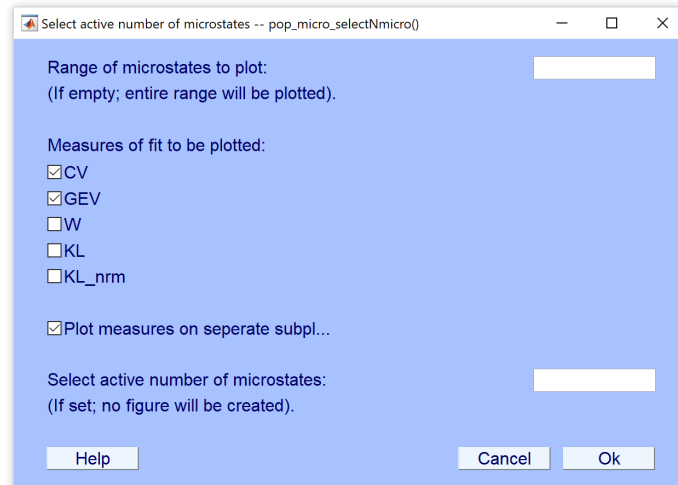 Select active number of microstates -- pop_micro_selectNmicro()
Range of microstates to plot:
(If empty; entire range will be plotted).
Measures of fit to be plotted:
CV
GEV
W
KL
KL_nrm
Plot measures on seperate subpl...
Select active number of microstates:
(If set; no figure will be created).
Help Cancel Ok